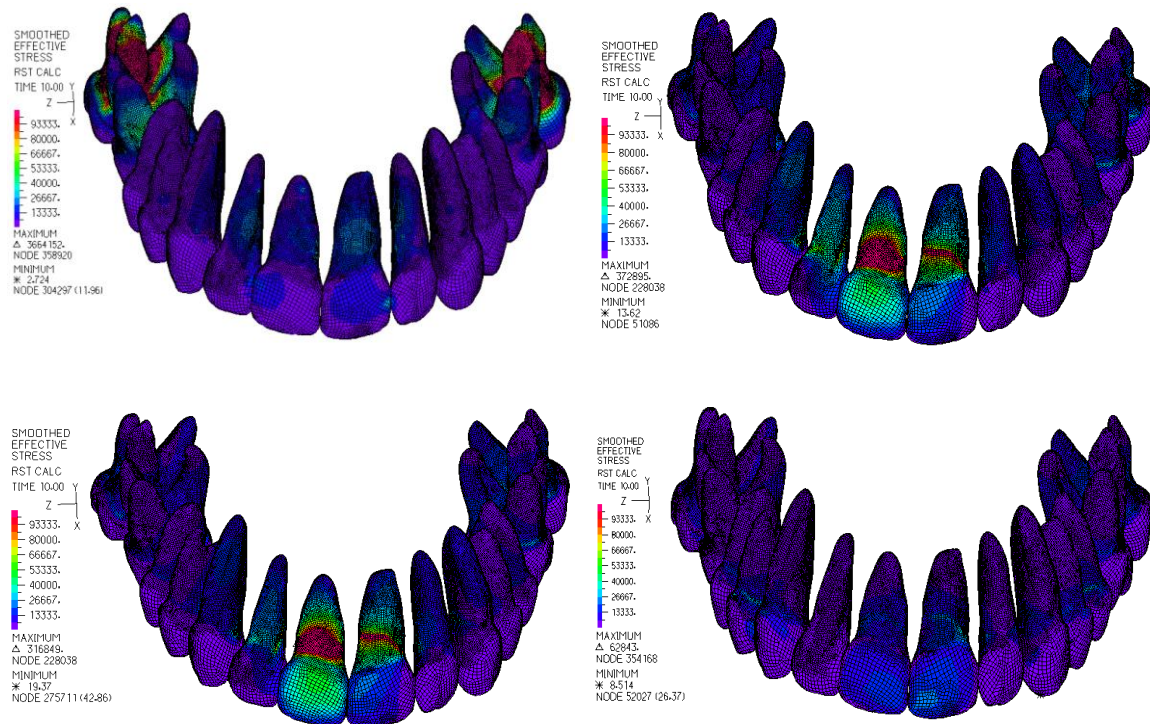 SMOOTHED
EFFECTIVE
STRESS
RST CALC
TIME 10.00 Y
Z
X
93333.
80000.
66667.
53333.
40000.
26667.
13333.
MAXIMUM
Δ 3664152.
NODE 358920
MINIMUM
* 2.724
NODE 304297 (11.96)
SMOOTHED
EFFECTIVE
STRESS
RST CALC
TIME 10.00 Y
Z
X
93333.
80000.
66667.
53333.
40000.
26667.
13333.
MAXIMUM
Δ 372895.
NODE 228038
MINIMUM
* 13.62
NODE 51086
SMOOTHED
EFFECTIVE
STRESS
RST CALC
TIME 10.00 Y
Z
X
93333.
80000.
66667.
53333.
40000.
26667.
13333.
MAXIMUM
Δ 316849.
NODE 228038
MINIMUM
* 19.37
NODE 275711 (42.86)
SMOOTHED
EFFECTIVE
STRESS
RST CALC
TIME 10.00 Y
Z
X
93333.
80000.
66667.
53333.
40000.
26667.
13333.
MAXIMUM
Δ 62843.
NODE 354168
MINIMUM
* 8.514
NODE 52027 (26.37)